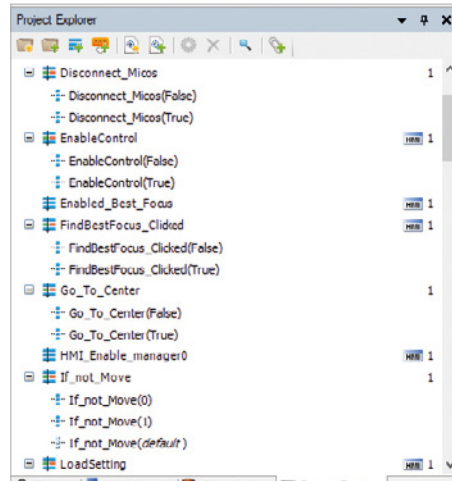 Project Explorer
Disconnect_Micos 1
Disconnect_Micos(False)
Disconnect_Micos(True)
EnableControl HMI 1
EnableControl(False)
EnableControl(True)
Enabled_Best_Focus HMI 1
FindBestFocus_Clicked HMI 1
FindBestFocus_Clicked(False)
FindBestFocus_Clicked(True)
Go_To_Center 1
Go_To_Center(False)
Go_To_Center(True)
HMI_Enable_manager0 HMI 1
If_not_Move 1
If_not_Move(0)
If_not_Move(1)
If_not_Move(default)
LoadSetting HMI 1